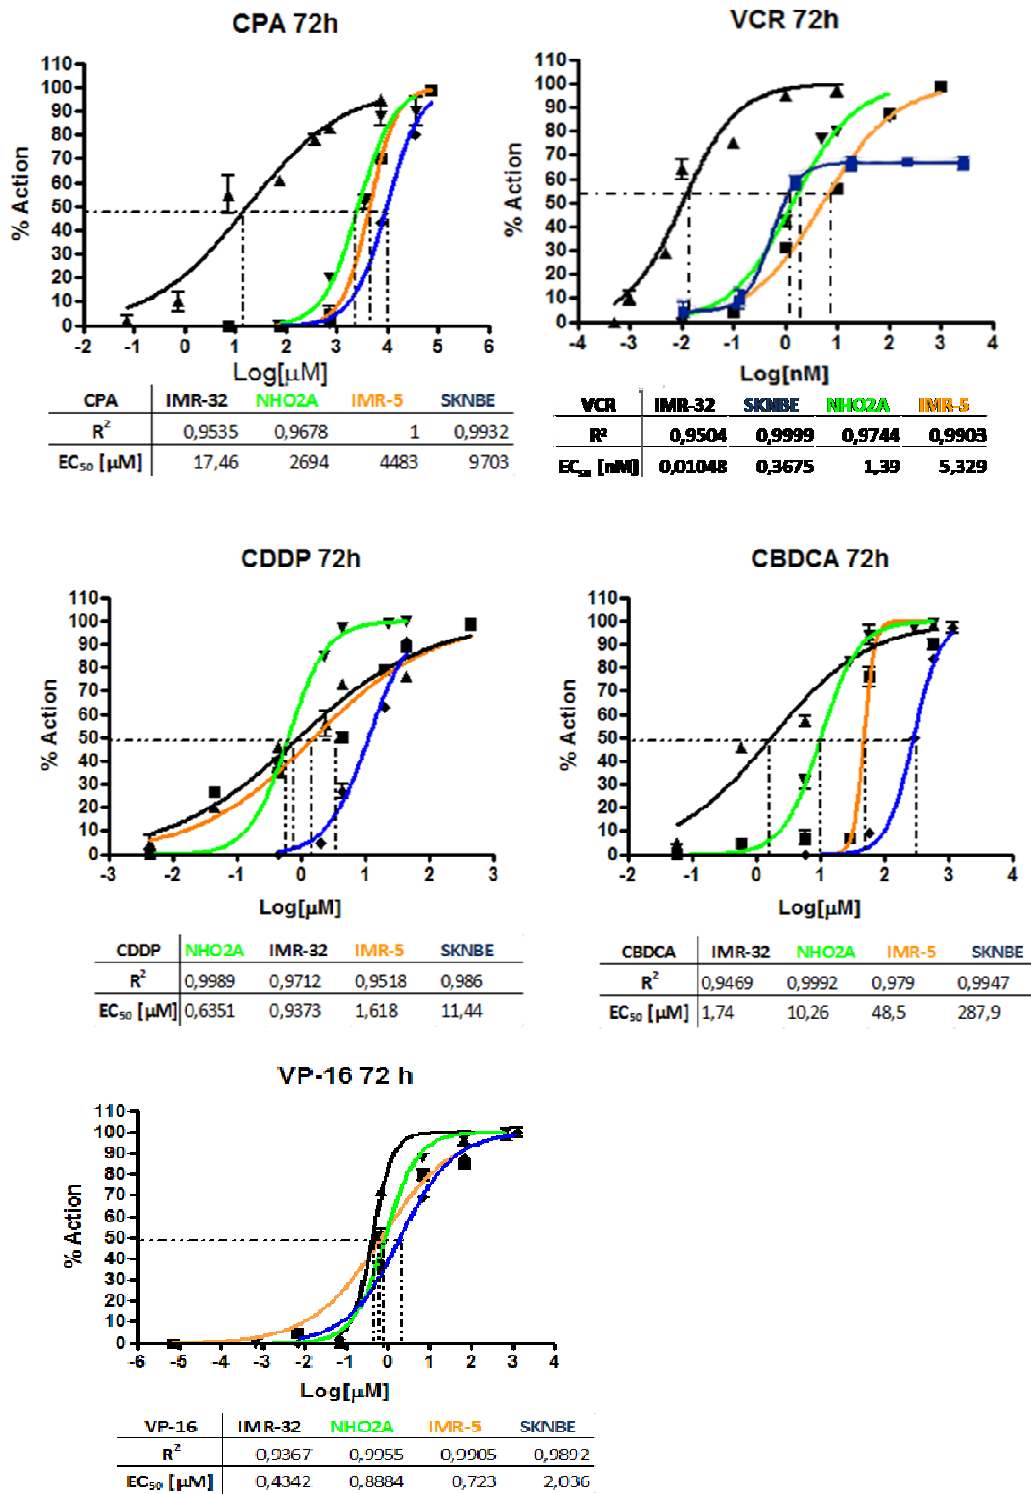 CPA 72h
% Action
110
100
90
80
70
60
50
40
30
20
10
0
-2 -1 0 1 2 3 4 5 6
Log[µM]
CPA IMR-32 NHO2A IMR-5 SKNBE
R² 0,9535 0,9678 1 0,9932
EC₅₀ [µM] 17,46 2694 4483 9703
VCR 72h
% Action
110
100
90
80
70
60
50
40
30
20
10
0
-4 -3 -2 -1 0 1 2 3 4
Log[nM]
VCR IMR-32 SKNBE NHO2A IMR-5
R² 0,9504 0,9999 0,9744 0,9903
EC₅₀ [nM] 0,01048 0,3675 1,39 5,329
CDDP 72h
% Action
110
100
90
80
70
60
50
40
30
20
10
0
-3 -2 -1 0 1 2 3
Log[µM]
CDDP NHO2A IMR-32 IMR-5 SKNBE
R² 0,9989 0,9712 0,9518 0,986
EC₅₀ [µM] 0,6351 0,9373 1,618 11,44
CBDCA 72h
% Action
110
100
90
80
70
60
50
40
30
20
10
0
-2 -1 0 1 2 3 4
Log[µM]
CBDCA IMR-32 NHO2A IMR-5 SKNBE
R² 0,9469 0,9992 0,979 0,9947
EC₅₀ [µM] 1,74 10,26 48,5 287,9
VP-16 72 h
% Action
110
100
90
80
70
60
50
40
30
20
10
0
-6 -5 -4 -3 -2 -1 0 1 2 3 4
Log[µM]
VP-16 IMR-32 NHO2A IMR-5 SKNBE
R² 0,9367 0,9955 0,9905 0,9892
EC₅₀ [µM] 0,4342 0,8884 0,723 2,036